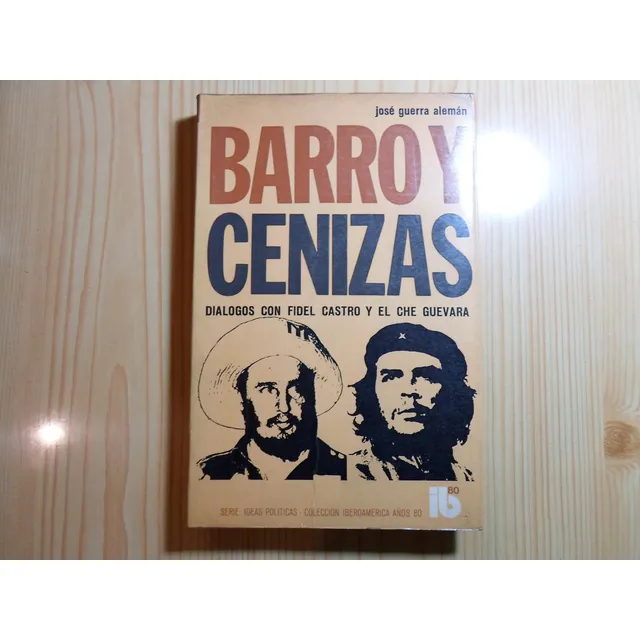 josé guerra alemán
BARRO Y
CENIZAS
DIALOGOS CON FIDEL CASTRO Y EL CHE GUEVARA
SERIE IDEAS POLITICAS - COLECCION IBEROAMERICA AÑOS 80
ib 80